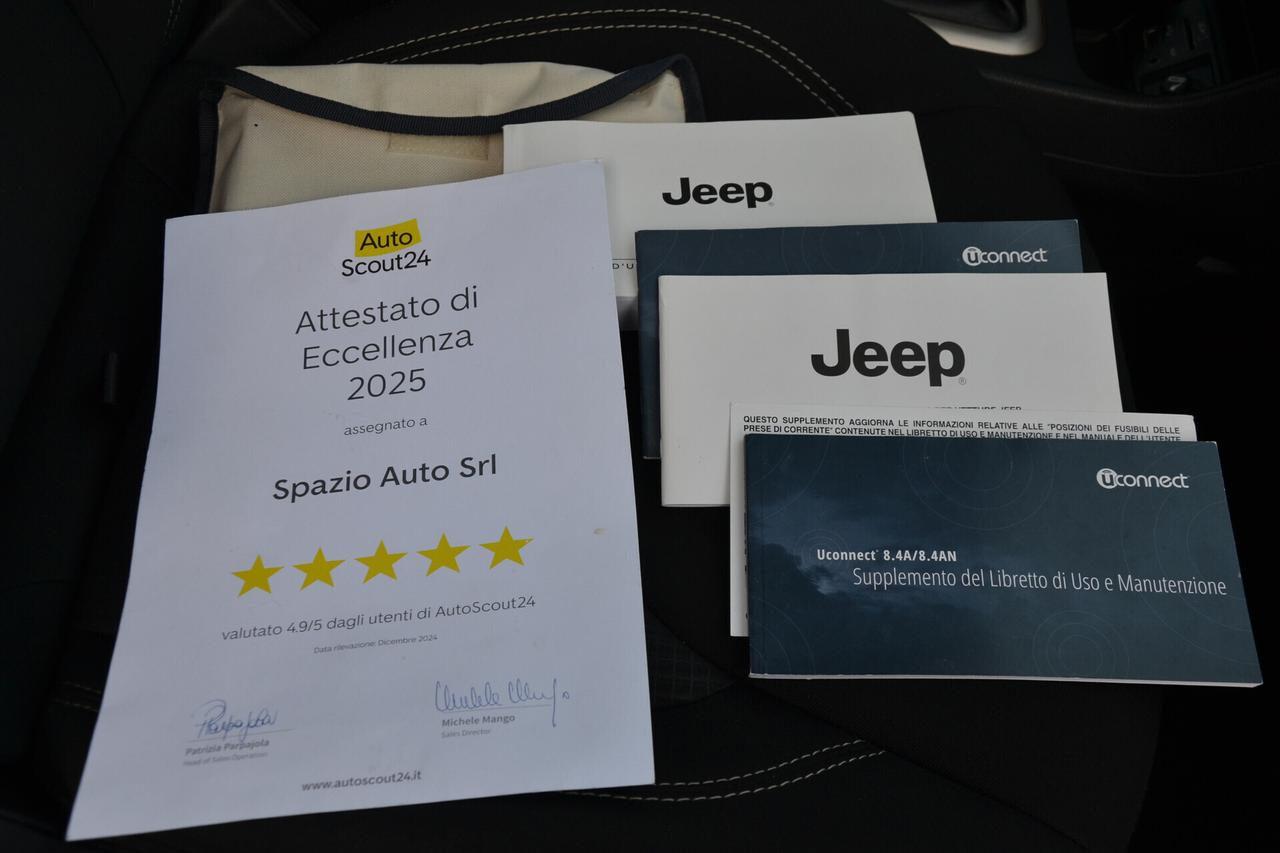 Auto
Scout24
Attestato di
Eccellenza
2025
assegnato a
Spazio Auto Srl
valutato 4.9/5 dagli utenti di AutoScout24
Data rilevazione: Dicembre 2024
Patrizia Parpajola
Head of Sales Operation
Michele Mango
Sales Director
www.autoscout24.it
Jeep
D'U
uconnect
Jeep
QUESTO SUPPLEMENTO AGGIORNA LE INFORMAZIONI RELATIVE ALLE "POSIZIONI DEI FUSIBILI DELLE
PRESE DI CORRENTE" CONTENUTE NEL LIBRETTO DI USO E MANUTENZIONE E NEL MANUALE DELL'UTENTE
uconnect
Uconnect 8.4A/8.4AN
Supplemento del Libretto di Uso e Manutenzione